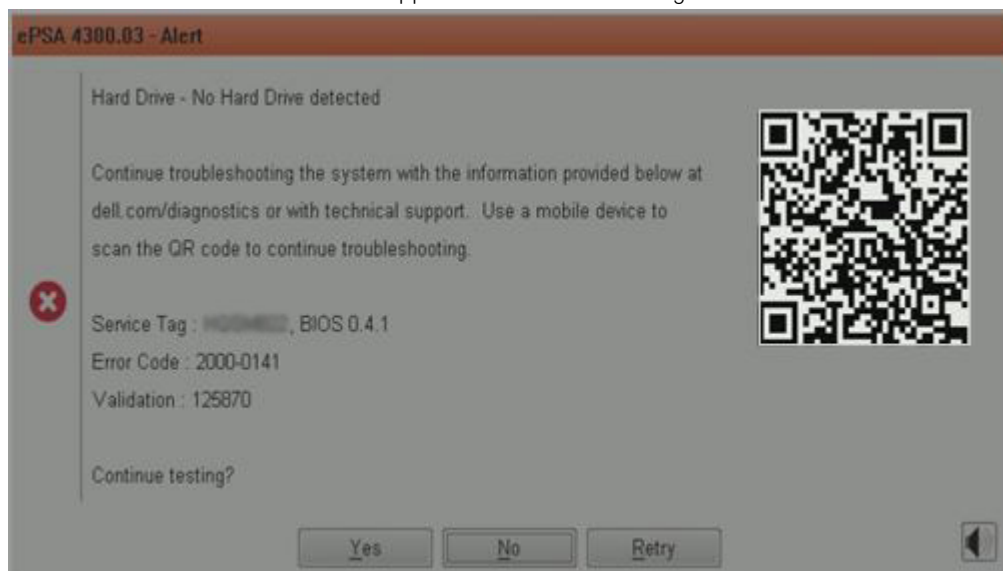 ePSA 4300.03 - Alert
Hard Drive - No Hard Drive detected
Continue troubleshooting the system with the information provided below at
dell.com/diagnostics or with technical support. Use a mobile device to
scan the QR code to continue troubleshooting.
Service Tag : , BIOS 0.4.1
Error Code : 2000-0141
Validation : 125870
Continue testing?
Yes No Retry